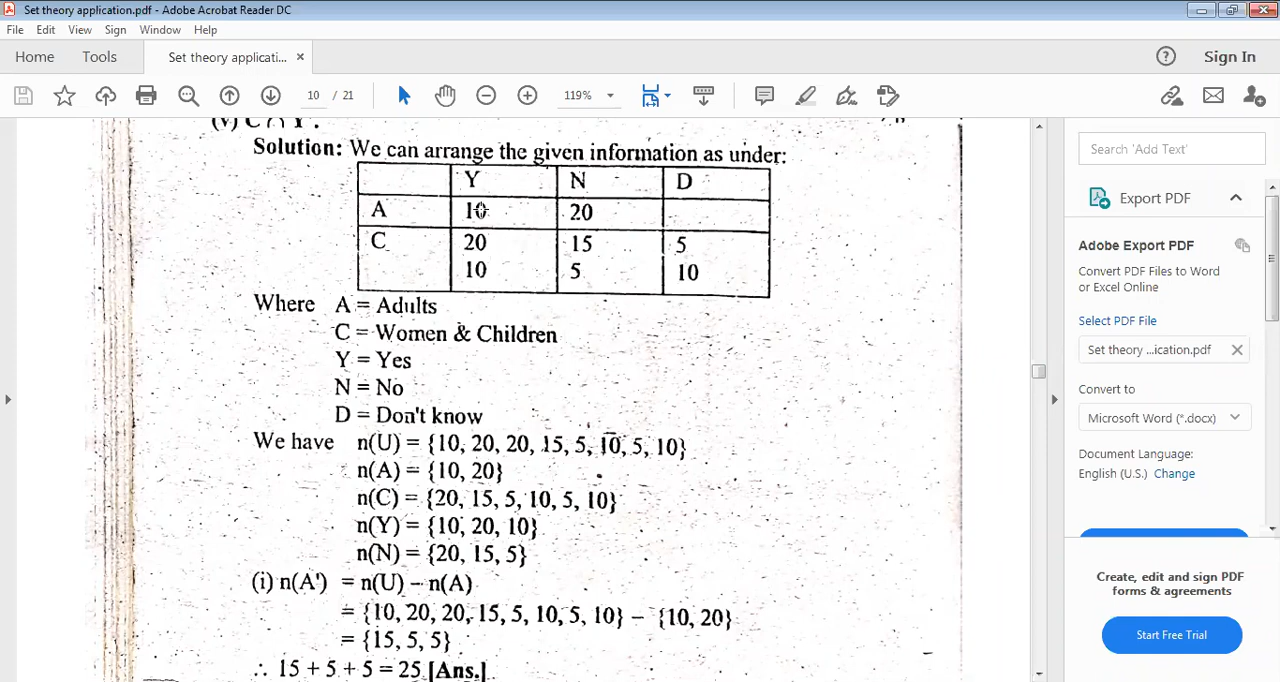 Set theory application.pdf - Adobe Acrobat Reader DC
File Edit View Sign Window Help
Home Tools Set theory applicati... × Sign In
10 / 21 119%
(v) C ∩ Y .
Solution: We can arrange the given information as under:
Y N D
A 10 20
C 20 15 5
10 5 10
Where A = Adults
C = Women & Children
Y = Yes
N = No
D = Don't know
We have n(U) = {10, 20, 20, 15, 5, 10, 5, 10}
n(A) = {10, 20}
n(C) = {20, 15, 5, 10, 5, 10}
n(Y) = {10, 20, 10}
n(N) = {20, 15, 5}
(i) n(A') = n(U) – n(A)
= {10, 20, 20, 15, 5, 10, 5, 10} – {10, 20}
= {15, 5, 5}
∴ 15 + 5 + 5 = 25 [Ans.]
Search 'Add Text'
Export PDF
Adobe Export PDF
Convert PDF Files to Word
or Excel Online
Select PDF File
Set theory ...ication.pdf ×
Convert to
Microsoft Word (*.docx)
Document Language:
English (U.S.) Change
Create, edit and sign PDF
forms & agreements
Start Free Trial